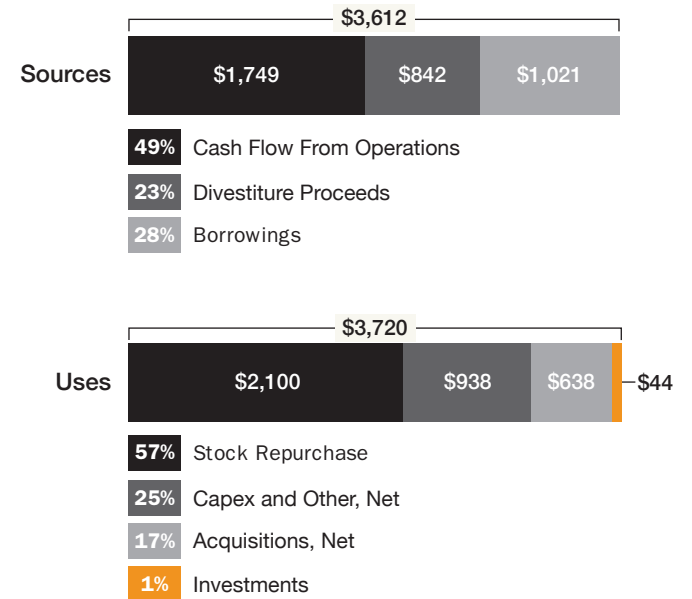 $3,612
Sources
$1,749 $842 $1,021
49% Cash Flow From Operations
23% Divestiture Proceeds
28% Borrowings
$3,720
Uses
$2,100 $938 $638 $44
57% Stock Repurchase
25% Capex and Other, Net
17% Acquisitions, Net
1% Investments